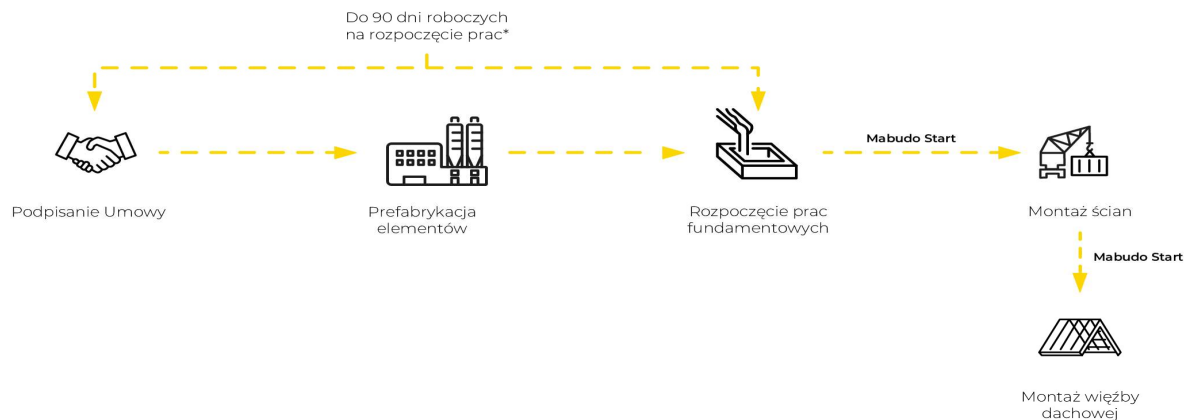 Do 90 dni roboczych
na rozpoczęcie prac*
Mabudo Start
Podpisanie Umowy
Prefabrykacja
elementów
Rozpoczęcie prac
fundamentowych
Montaż ścian
Mabudo Start
Montaż więźby
dachowej